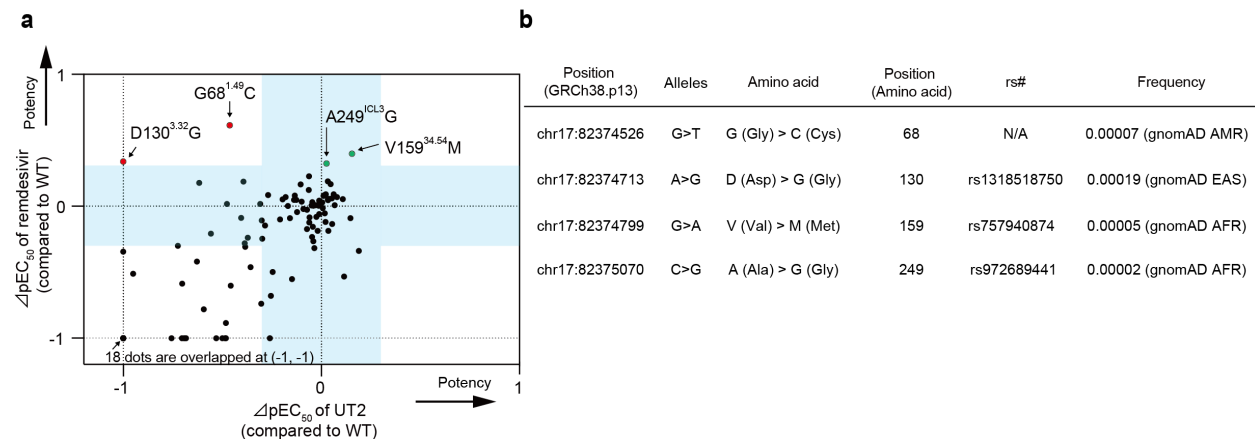 a
Potency
⊿pEC50 of remdesivir
(compared to WT)
1
0
-1
G68^1.49C
D130^3.32G
A249^ICL3G
V159^34.54M
18 dots are overlapped at (-1, -1)
-1
0
1
Potency
⊿pEC50 of UT2
(compared to WT)
b
Position (GRCh38.p13) Alleles Amino acid Position (Amino acid) rs# Frequency
chr17:82374526 G>T G (Gly) > C (Cys) 68 N/A 0.00007 (gnomAD AMR)
chr17:82374713 A>G D (Asp) > G (Gly) 130 rs1318518750 0.00019 (gnomAD EAS)
chr17:82374799 G>A V (Val) > M (Met) 159 rs757940874 0.00005 (gnomAD AFR)
chr17:82375070 C>G A (Ala) > G (Gly) 249 rs972689441 0.00002 (gnomAD AFR)